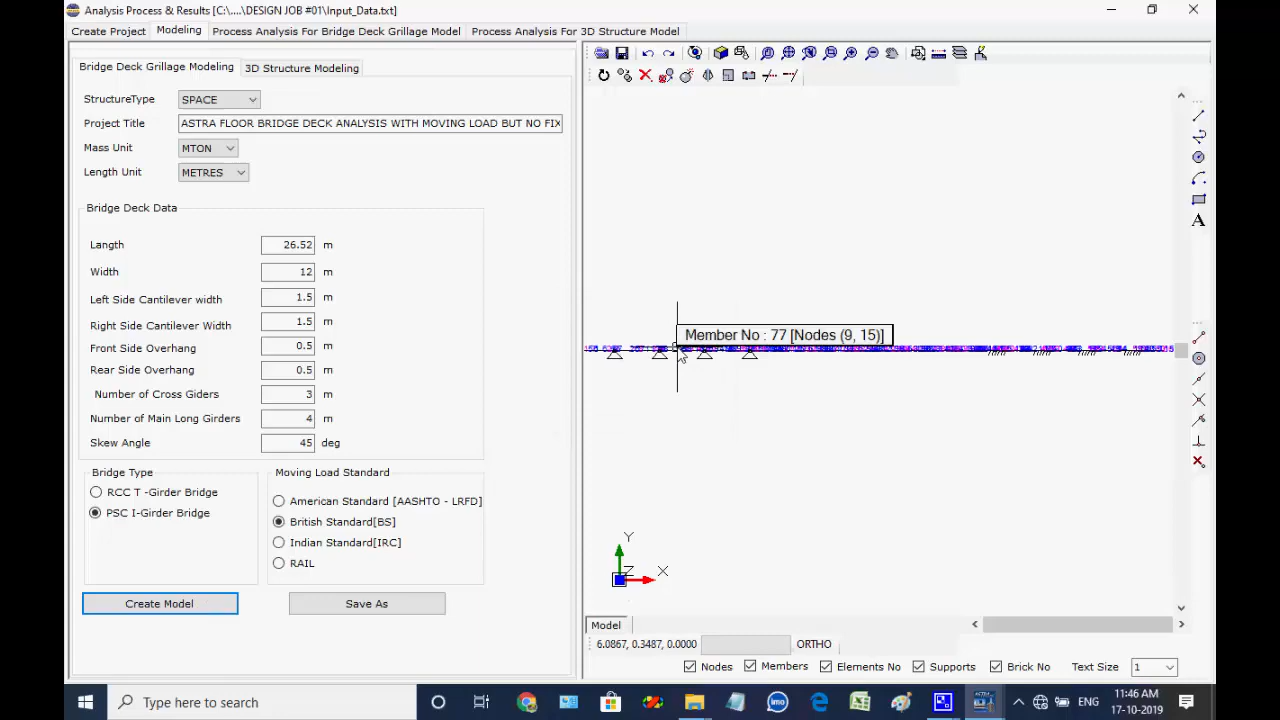 Analysis Process & Results [C:\....\DESIGN JOB #01\Input_Data.txt]
Create Project
Modeling
Process Analysis For Bridge Deck Grillage Model
Process Analysis For 3D Structure Model
Bridge Deck Grillage Modeling
3D Structure Modeling
StructureType
SPACE
Project Title
ASTRA FLOOR BRIDGE DECK ANALYSIS WITH MOVING LOAD BUT NO FIX
Mass Unit
MTON
Length Unit
METRES
Bridge Deck Data
Langth 26.52 m
Width 12 m
Left Side Cantilever width 1.5 m
Right Side Cantilever Width 1.5 m
Front Side Overhang 0.5 m
Rear Side Overhang 0.5 m
Number of Cross Giders 3 m
Number of Main Long Girders 4 m
Skew Angle 45 deg
Bridge Type
RCC T -Girder Bridge
PSC I-Girder Bridge
Moving Load Standard
American Standard [AASHTO - LRFD]
British Standard[BS]
Indian Standard[IRC]
RAIL
Create Model
Save As
A
Member No : 77 [Nodes (9, 15)]
Y
Z
X
Model
6.0867, 0.3487, 0.0000
ORTHO
Nodes
Members
Elements No
Supports
Brick No
Text Size
1
Type here to search
imo
ENG
11:46 AM
17-10-2019